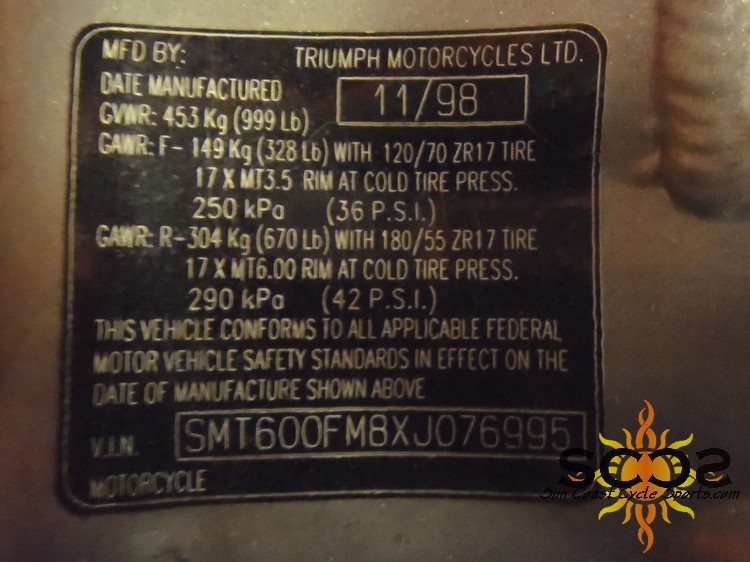 MFD BY: TRIUMPH MOTORCYCLES LTD.
DATE MANUFACTURED 11/98
GVWR: 453 Kg (999 Lb)
GAWR: F- 149 Kg (328 Lb) WITH 120/70 ZR17 TIRE
17 X MT3.5 RIM AT COLD TIRE PRESS.
250 kPa (36 P.S.I.)
GAWR: R-304 Kg (670 Lb) WITH 180/55 ZR17 TIRE
17 X MT6.00 RIM AT COLD TIRE PRESS.
290 kPa (42 P.S.I.)
THIS VEHICLE CONFORMS TO ALL APPLICABLE FEDERAL
MOTOR VEHICLE SAFETY STANDARDS IN EFFECT ON THE
DATE OF MANUFACTURE SHOWN ABOVE
V.I.N. SMT600FM8XJ076995
MOTORCYCLE
SCCS
Sun Coast Cycle Sports.com